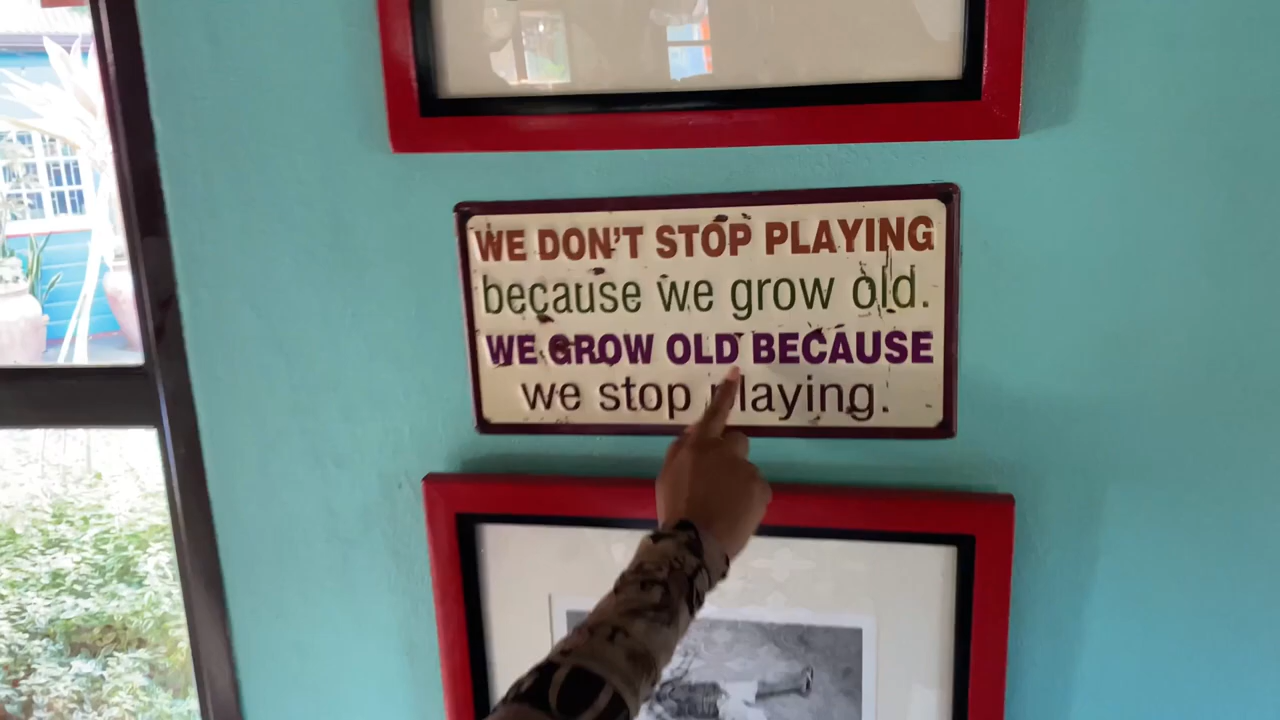 WE DON'T STOP PLAYING
because we grow old.
WE GROW OLD BECAUSE
we stop playing.